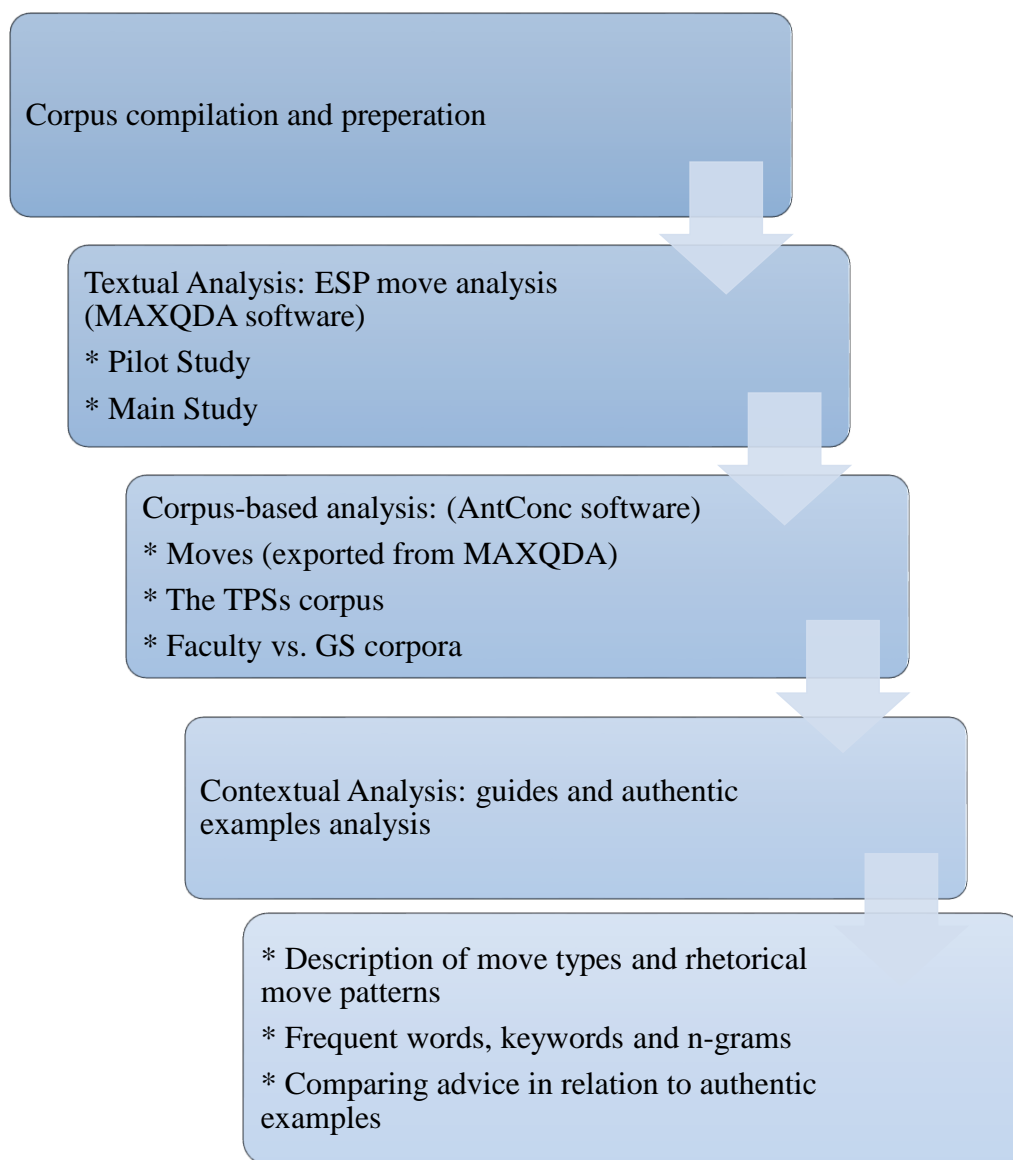 Corpus compilation and preperation
Textual Analysis: ESP move analysis
(MAXQDA software)
* Pilot Study
* Main Study
Corpus-based analysis: (AntConc software)
* Moves (exported from MAXQDA)
* The TPSs corpus
* Faculty vs. GS corpora
Contextual Analysis: guides and authentic
examples analysis
* Description of move types and rhetorical
move patterns
* Frequent words, keywords and n-grams
* Comparing advice in relation to authentic
examples